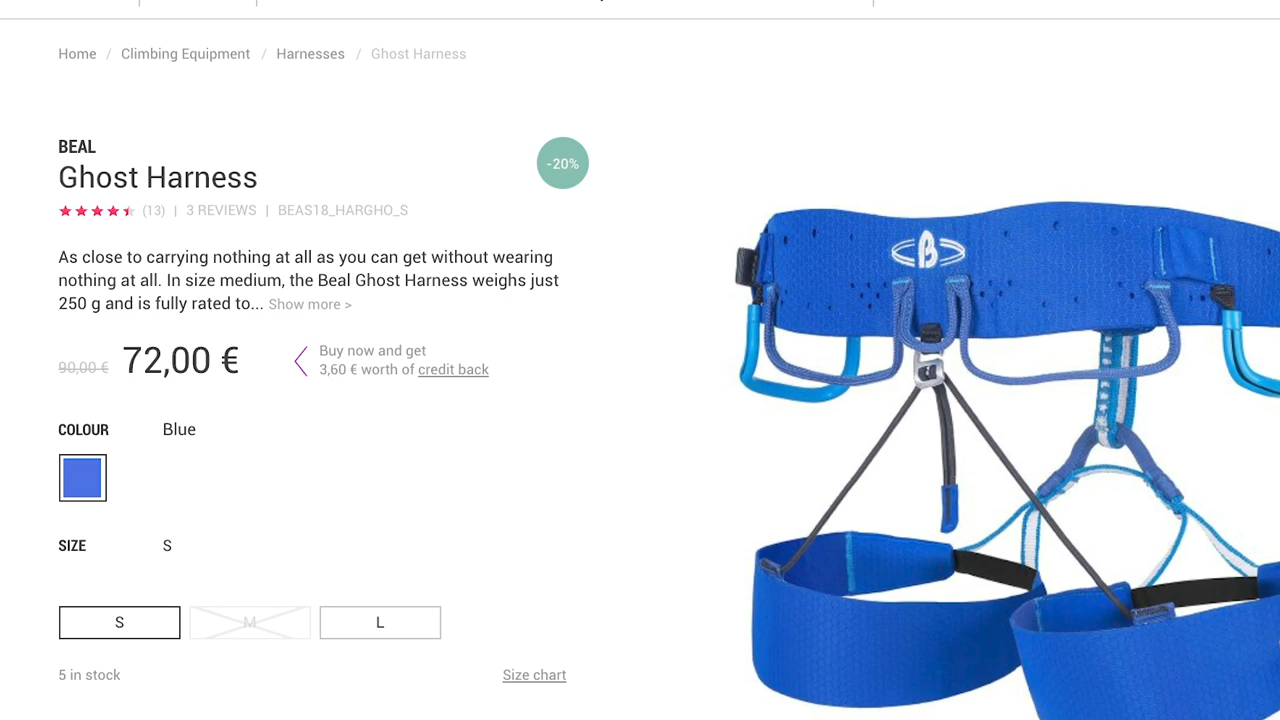 Home / Climbing Equipment / Harnesses / Ghost Harness
BEAL
Ghost Harness
-20%
(13) | 3 REVIEWS | BEAS18_HARGHO_S
As close to carrying nothing at all as you can get without wearing
nothing at all. In size medium, the Beal Ghost Harness weighs just
250 g and is fully rated to... Show more >
90,00 € 72,00 €
Buy now and get
3,60 € worth of credit back
COLOUR Blue
SIZE S
S M L
5 in stock
Size chart
B